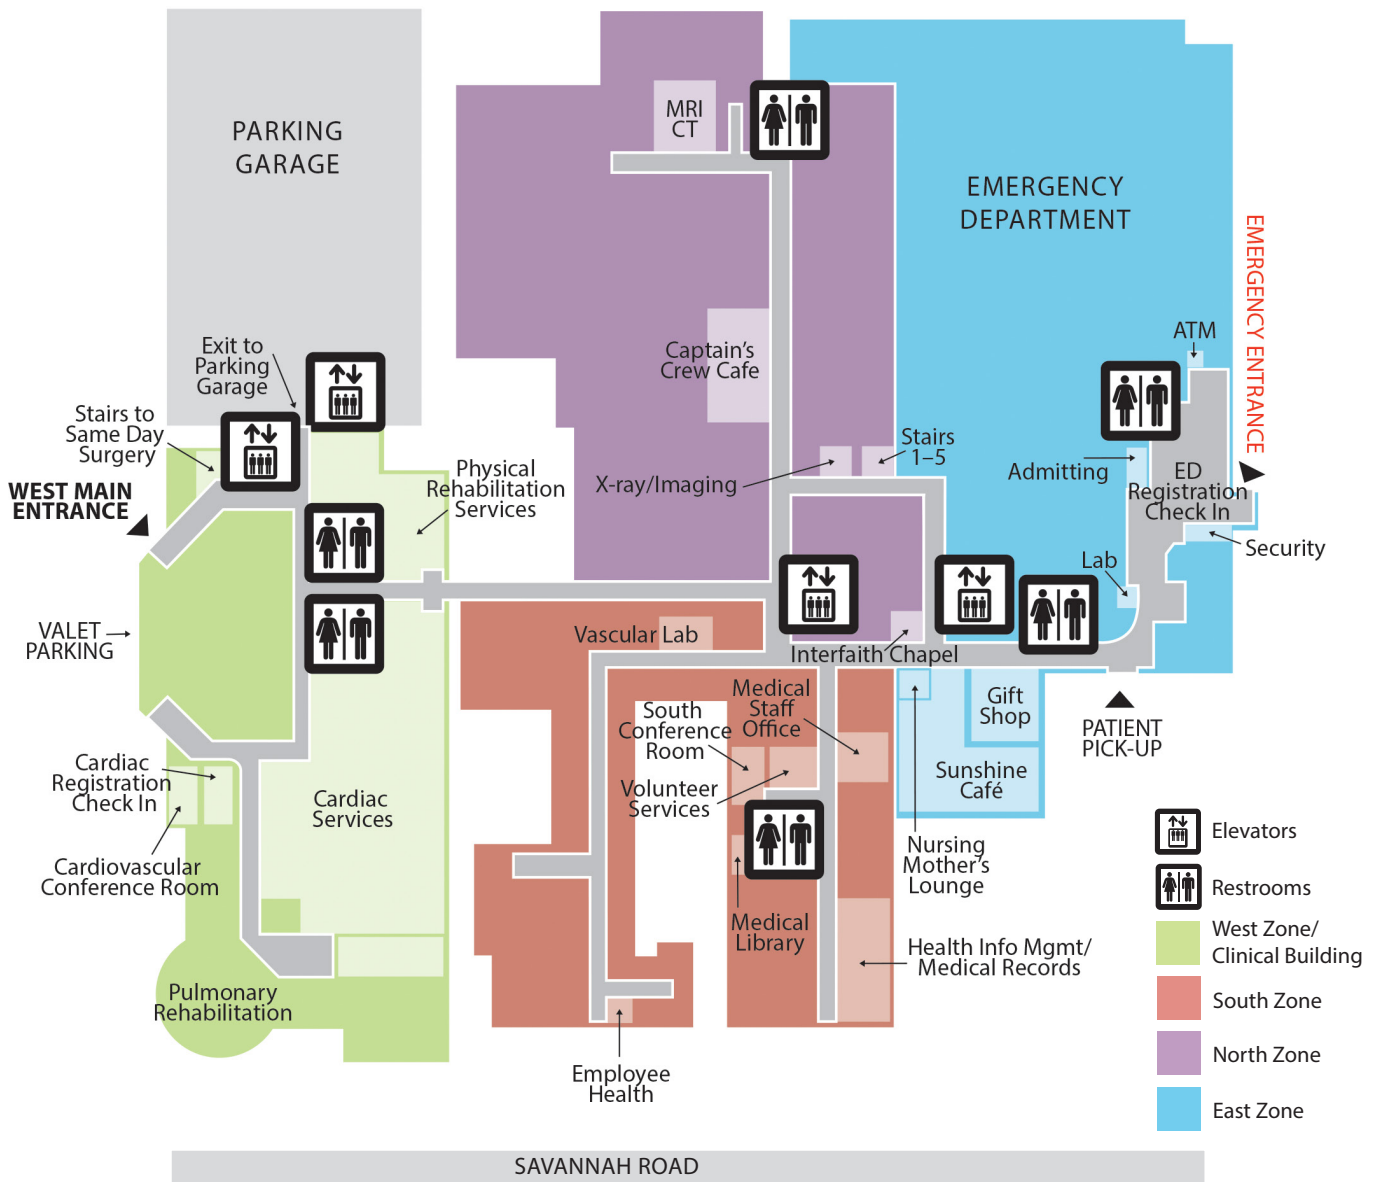 PARKING
GARAGE
MRI
CT
EMERGENCY
DEPARTMENT
EMERGENCY ENTRANCE
ATM
Exit to
Parking
Garage
Captain's
Crew Cafe
Stairs to
Same Day
Surgery
WEST MAIN
ENTRANCE
Physical
Rehabilitation
Services
X-ray/Imaging
Stairs
1–5
Admitting
ED
Registration
Check In
Security
Lab
VALET
PARKING
Vascular Lab
Interfaith Chapel
Medical
Staff
Office
South
Conference
Room
Volunteer
Services
Gift
Shop
PATIENT
PICK-UP
Sunshine
Café
Cardiac
Registration
Check In
Cardiac
Services
Cardiovascular
Conference Room
Nursing
Mother's
Lounge
Medical
Library
Health Info Mgmt/
Medical Records
Pulmonary
Rehabilitation
Employee
Health
Elevators
Restrooms
West Zone/
Clinical Building
South Zone
North Zone
East Zone
SAVANNAH ROAD